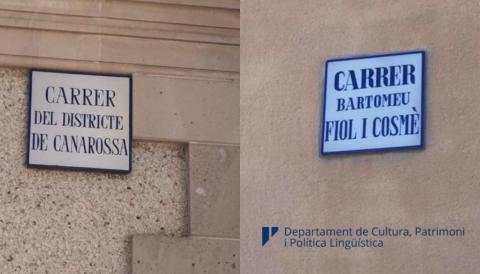 CARRER
DEL DISTRICTE
DE CANAROSSA
CARRER
BARTOMEU
FIOL I COSMÈ
Departament de Cultura, Patrimoni
i Política Lingüística